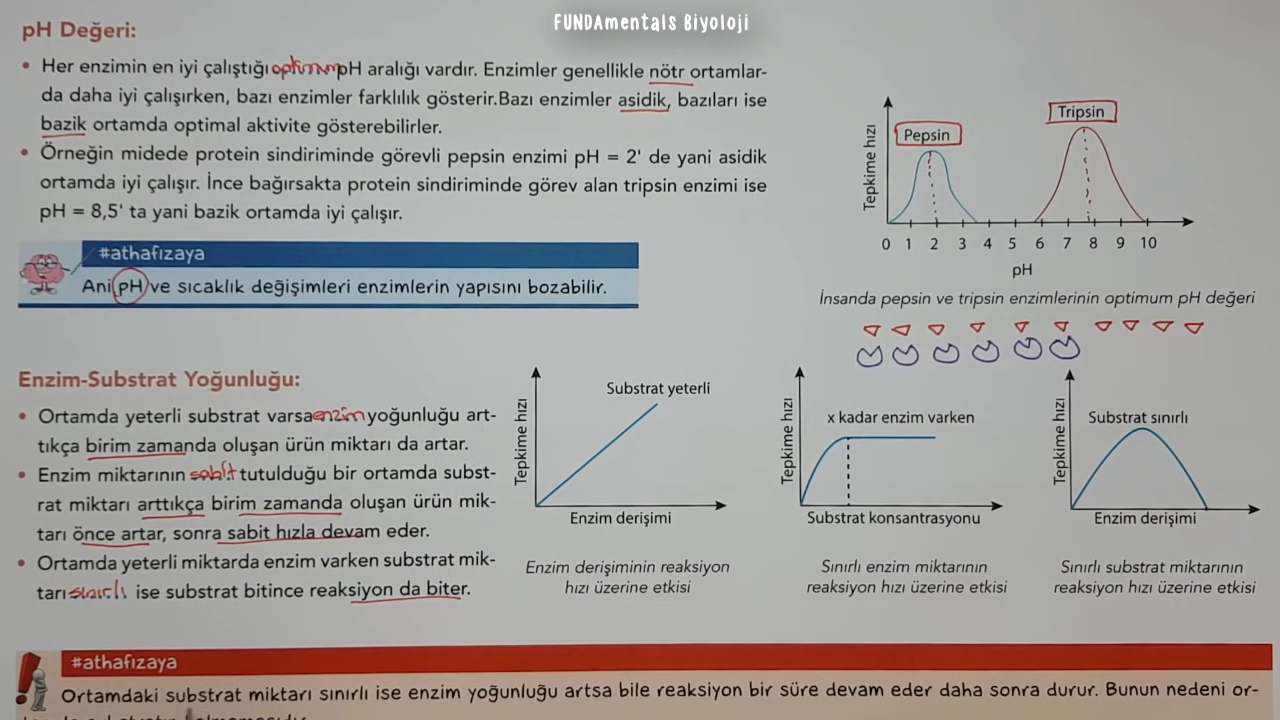 FUNDAmentals Biyoloji
pH Değeri:
• Her enzimin en iyi çalıştığı optimum pH aralığı vardır. Enzimler genellikle nötr ortamlar-
da daha iyi çalışırken, bazı enzimler farklılık gösterir.Bazı enzimler asidik, bazıları ise
bazik ortamda optimal aktivite gösterebilirler.
• Örneğin midede protein sindiriminde görevli pepsin enzimi pH = 2' de yani asidik
ortamda iyi çalışır. İnce bağırsakta protein sindiriminde görev alan tripsin enzimi ise
pH = 8,5' ta yani bazik ortamda iyi çalışır.
#athafızaya
Ani pH ve sıcaklık değişimleri enzimlerin yapısını bozabilir.
Tepkime hızı
Pepsin
Tripsin
0 1 2 3 4 5 6 7 8 9 10
pH
İnsanda pepsin ve tripsin enzimlerinin optimum pH değeri
Enzim-Substrat Yoğunluğu:
• Ortamda yeterli substrat varsa enzim yoğunluğu art-
tıkça birim zamanda oluşan ürün miktarı da artar.
• Enzim miktarının sabit tutulduğu bir ortamda subst-
rat miktarı arttıkça birim zamanda oluşan ürün mik-
tarı önce artar, sonra sabit hızla devam eder.
• Ortamda yeterli miktarda enzim varken substrat mik-
tarı sınırlı ise substrat bitince reaksiyon da biter.
Tepkime hızı
Substrat yeterli
Enzim derişimi
Enzim derişiminin reaksiyon
hızı üzerine etkisi
Tepkime hızı
x kadar enzim varken
Substrat konsantrasyonu
Sınırlı enzim miktarının
reaksiyon hızı üzerine etkisi
Tepkime hızı
Substrat sınırlı
Enzim derişimi
Sınırlı substrat miktarının
reaksiyon hızı üzerine etkisi
#athafızaya
Ortamdaki substrat miktarı sınırlı ise enzim yoğunluğu artsa bile reaksiyon bir süre devam eder daha sonra durur. Bunun nedeni or-